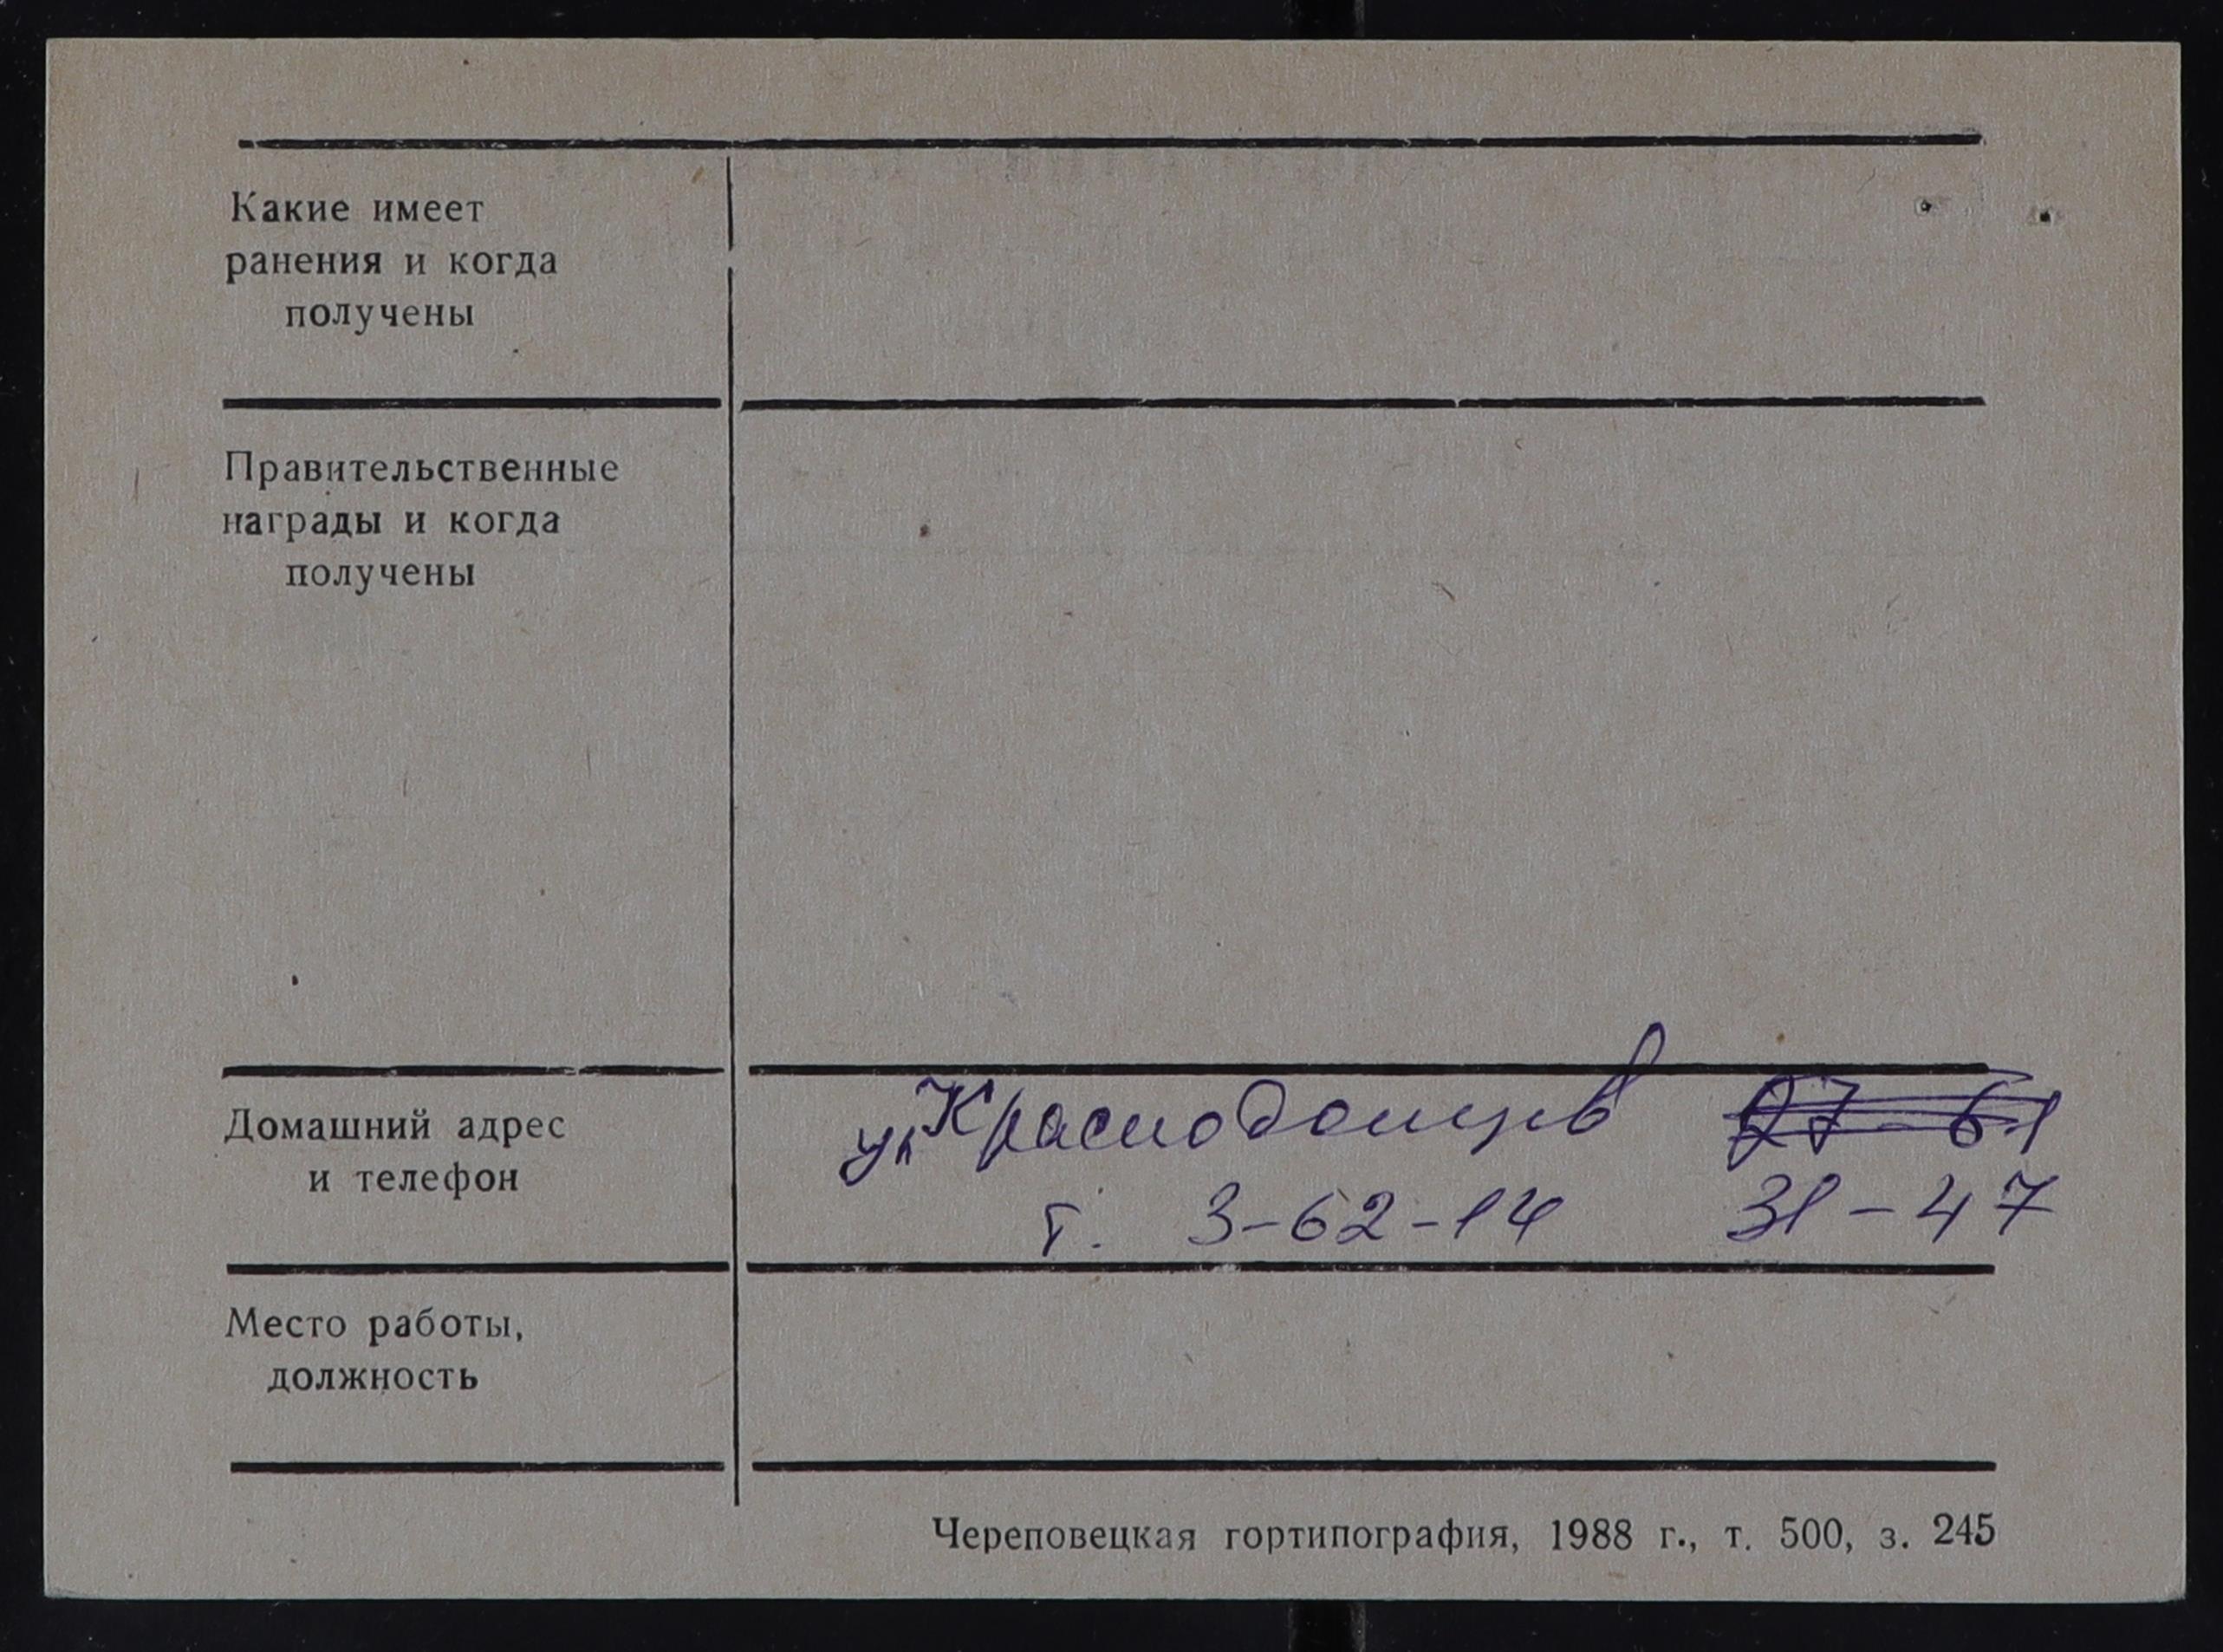 Какие имеет
ранения и когда
получены
Правительственные
награды и когда
получены
Домашний адрес
и телефон
ул Краснодонцев 27-61
т. 3-62-14 31-47
Место работы,
должность
Череповецкая гортипография, 1988 г., т. 500, з. 245